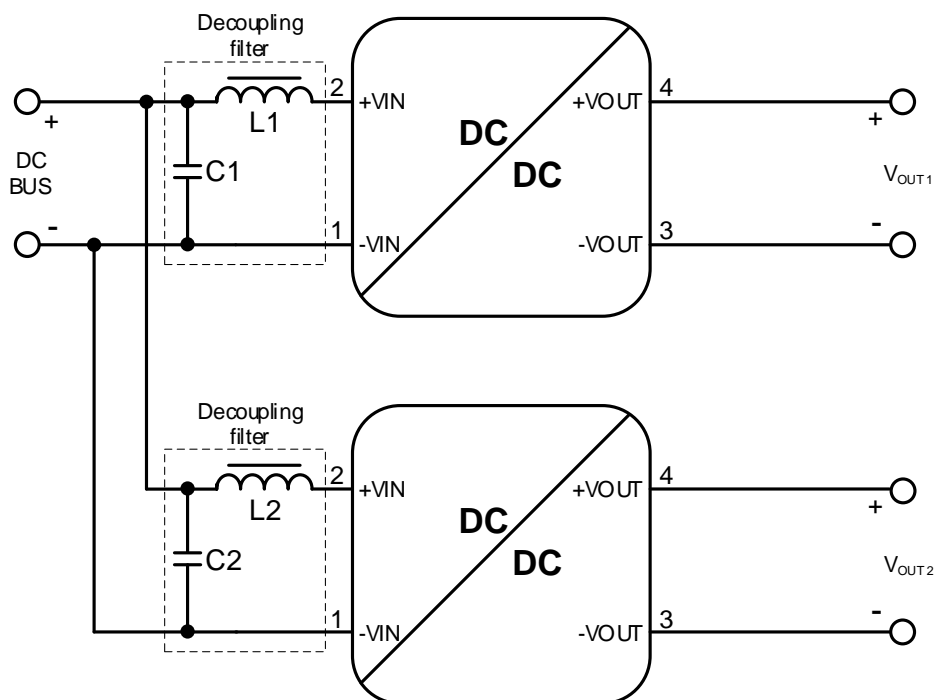 Decoupling
filter
+
DC
BUS
-
L1
C1
2
+VIN
1
-VIN
DC
DC
+VOUT
4
-VOUT
3
+
VOUT1
-
Decoupling
filter
L2
C2
2
+VIN
1
-VIN
DC
DC
+VOUT
4
-VOUT
3
+
VOUT2
-